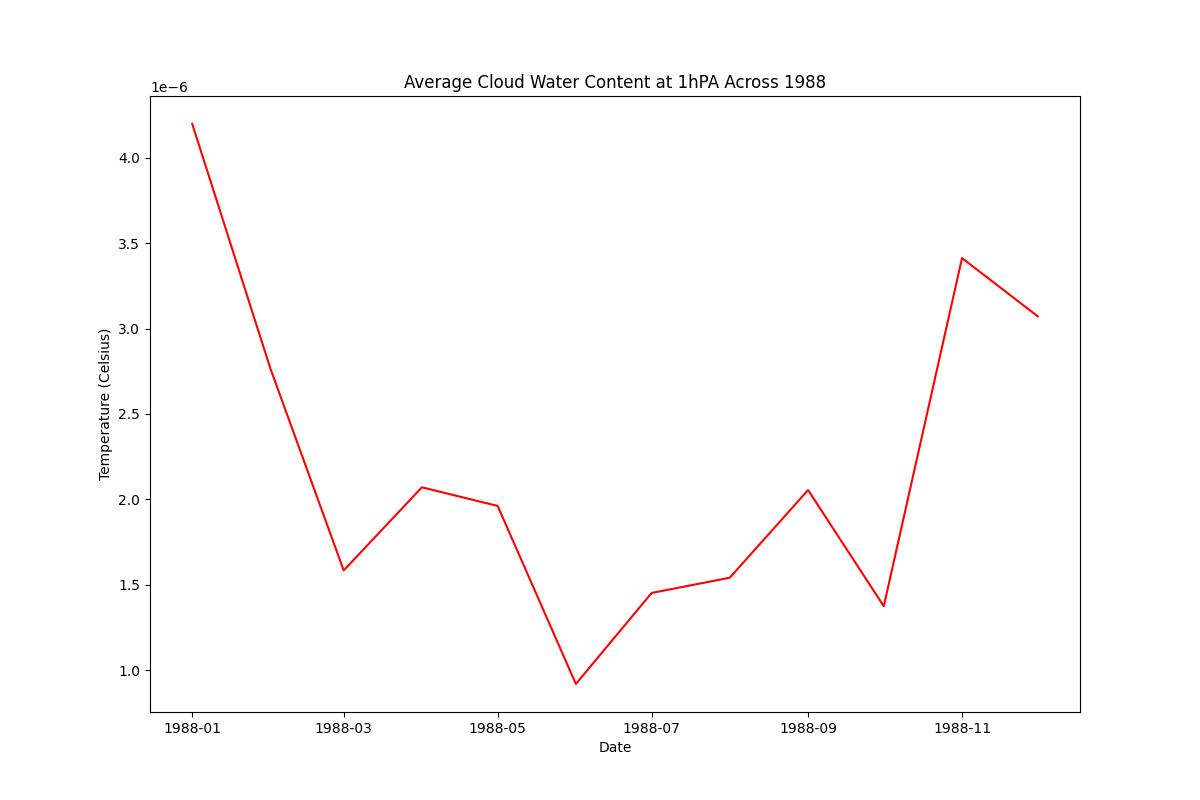 Average Cloud Water Content at 1hPA Across 1988
1e−6
4.0
3.5
3.0
2.5
2.0
1.5
1.0
Temperature (Celsius)
1988-01 1988-03 1988-05 1988-07 1988-09 1988-11
Date